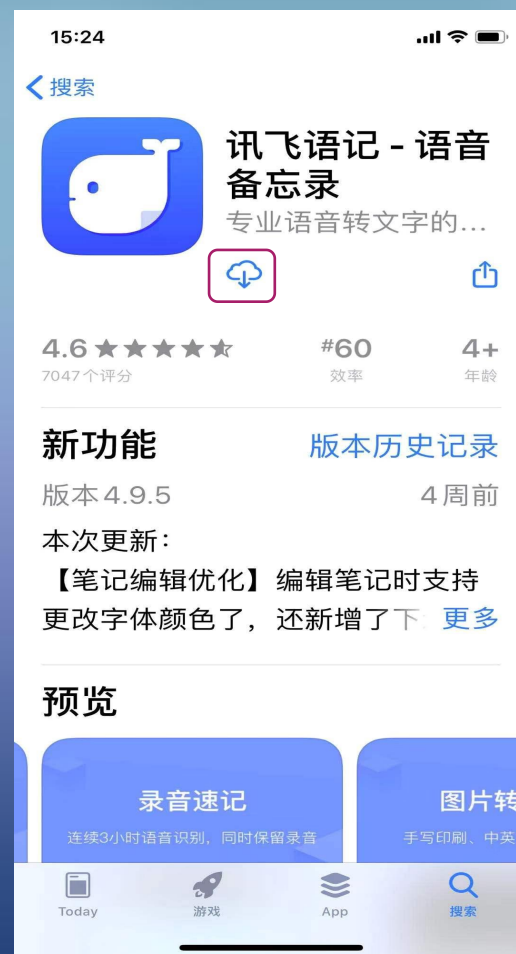 15:24
搜索
讯飞语记 - 语音
备忘录
专业语音转文字的...
4.6 #60 4+
7047个评分 效率 年龄
新功能 版本历史记录
版本 4.9.5 4周前
本次更新：
【笔记编辑优化】编辑笔记时支持
更改字体颜色了，还新增了下 更多
预览
录音速记 图片转
连续3小时语音识别，同时保留录音 手写印刷、中英
Today 游戏 App 搜索